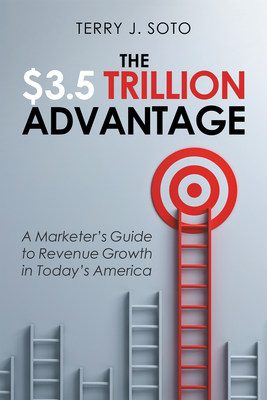 TERRY J. SOTO
THE
$3.5 TRILLION
ADVANTAGE
A Marketer's Guide
to Revenue Growth
in Today's America